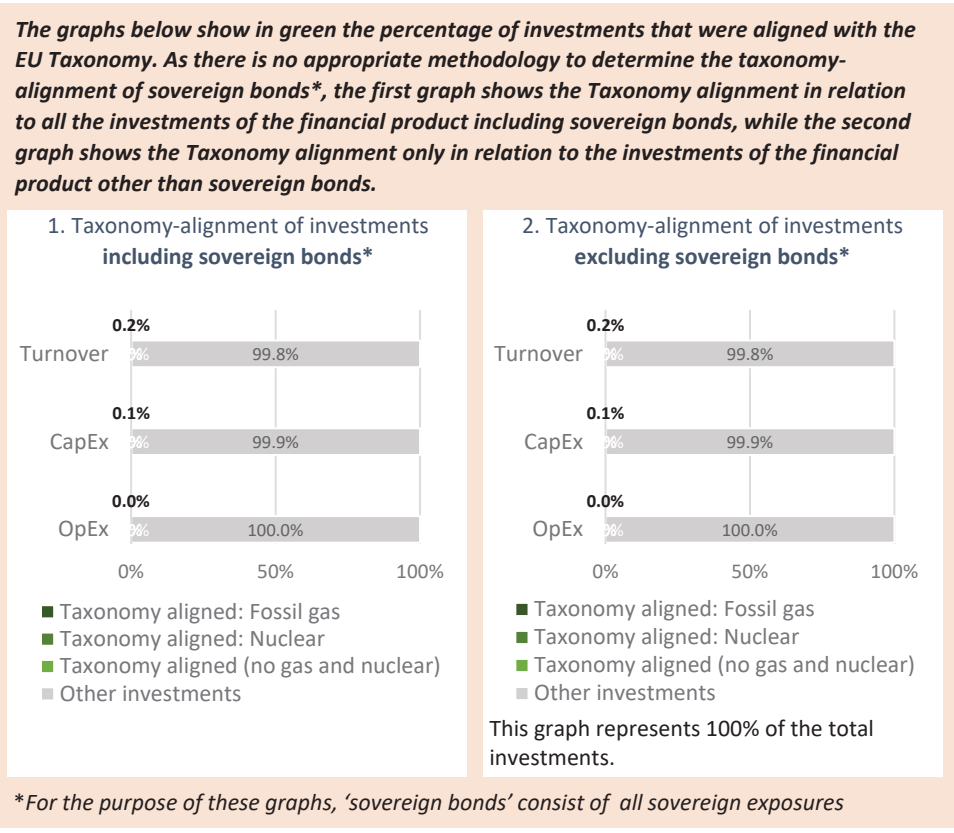 The graphs below show in green the percentage of investments that were aligned with the
EU Taxonomy. As there is no appropriate methodology to determine the taxonomy-
alignment of sovereign bonds*, the first graph shows the Taxonomy alignment in relation
to all the investments of the financial product including sovereign bonds, while the second
graph shows the Taxonomy alignment only in relation to the investments of the financial
product other than sovereign bonds.
1. Taxonomy-alignment of investments
including sovereign bonds*
0.2%
Turnover 99.8%
0.1%
CapEx 99.9%
0.0%
OpEx 100.0%
0% 50% 100%
Taxonomy aligned: Fossil gas
Taxonomy aligned: Nuclear
Taxonomy aligned (no gas and nuclear)
Other investments
2. Taxonomy-alignment of investments
excluding sovereign bonds*
0.2%
Turnover 99.8%
0.1%
CapEx 99.9%
0.0%
OpEx 100.0%
0% 50% 100%
Taxonomy aligned: Fossil gas
Taxonomy aligned: Nuclear
Taxonomy aligned (no gas and nuclear)
Other investments
This graph represents 100% of the total
investments.
*For the purpose of these graphs, ‘sovereign bonds’ consist of all sovereign exposures